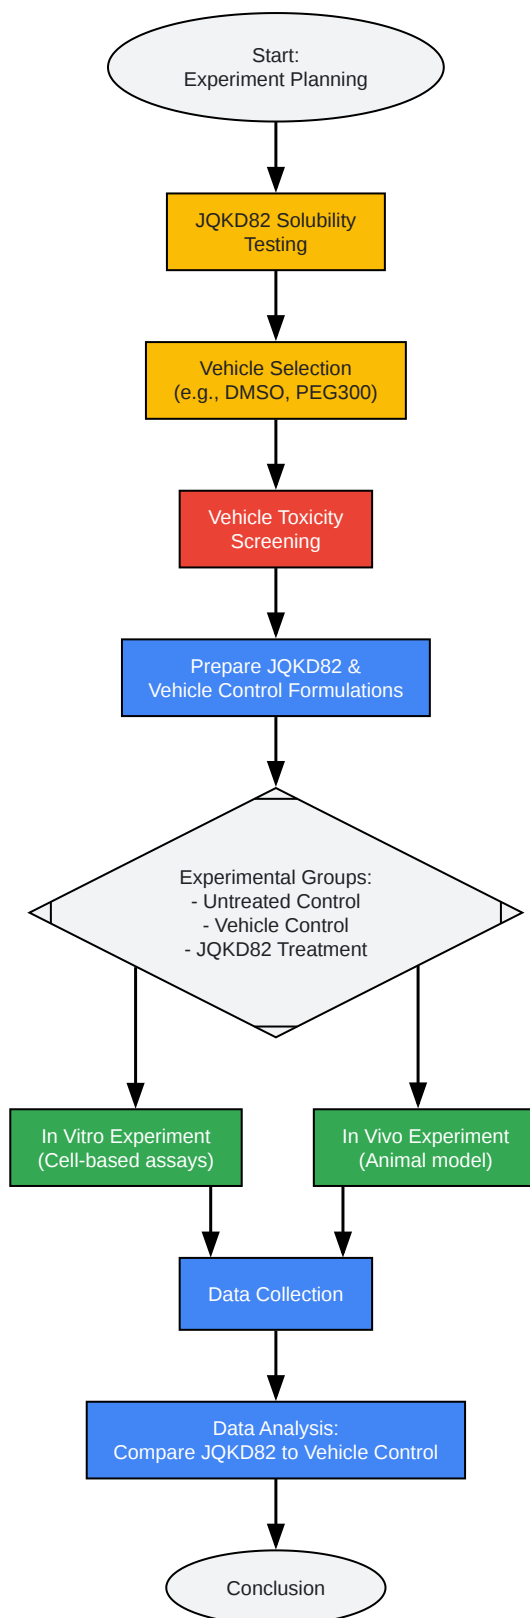 Start:
Experiment Planning
JQKD82 Solubility
Testing
Vehicle Selection
(e.g., DMSO, PEG300)
Vehicle Toxicity
Screening
Prepare JQKD82 &
Vehicle Control Formulations
Experimental Groups:
- Untreated Control
- Vehicle Control
- JQKD82 Treatment
In Vitro Experiment
(Cell-based assays)
In Vivo Experiment
(Animal model)
Data Collection
Data Analysis:
Compare JQKD82 to Vehicle Control
Conclusion